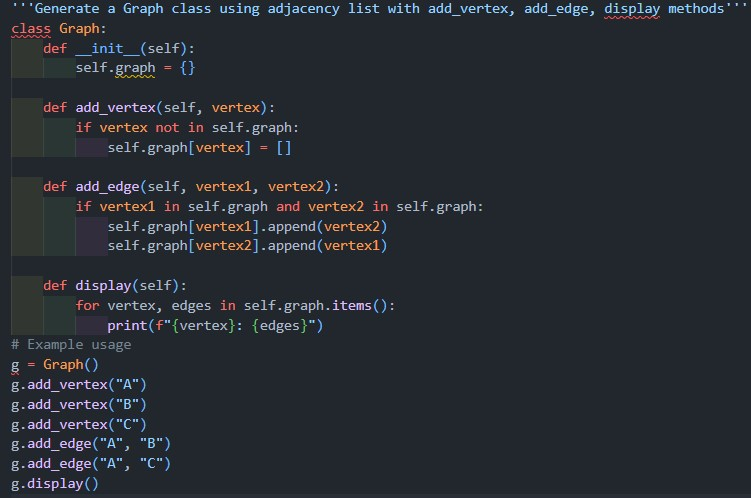 '''Generate a Graph class using adjacency list with add_vertex, add_edge, display methods'''
class Graph:
    def __init__(self):
        self.graph = {}

    def add_vertex(self, vertex):
        if vertex not in self.graph:
            self.graph[vertex] = []

    def add_edge(self, vertex1, vertex2):
        if vertex1 in self.graph and vertex2 in self.graph:
            self.graph[vertex1].append(vertex2)
            self.graph[vertex2].append(vertex1)

    def display(self):
        for vertex, edges in self.graph.items():
            print(f"{vertex}: {edges}")
# Example usage
g = Graph()
g.add_vertex("A")
g.add_vertex("B")
g.add_vertex("C")
g.add_edge("A", "B")
g.add_edge("A", "C")
g.display()